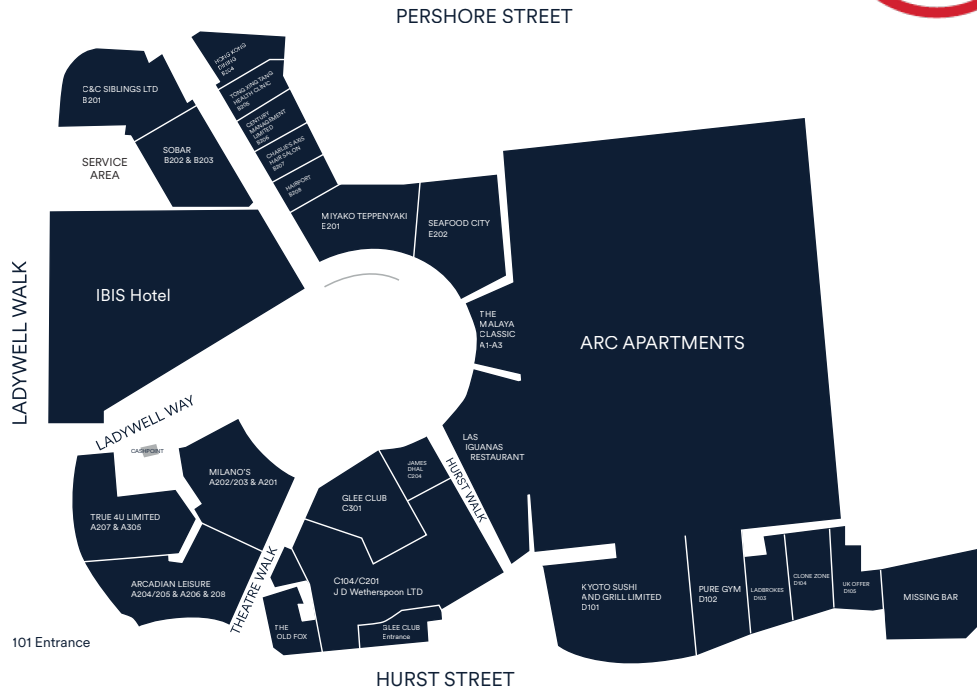 PERSHORE STREET
HONG KONG
DINING
B204
C&C SIBLINGS LTD
B201
TONG XING TANG
HEALTH CLINIC
B205
CENTURY
MANAGEMENT
LIMITED
B206
SOBAR
B202 & B203
CHARLIES AXIS
HAIR SALON
B207
SERVICE
AREA
HAIRPORT
B208
MIYAKO TEPPENYAKI
E201
SEAFOOD CITY
E202
LADYWELL WALK
IBIS Hotel
THE
MALAYA
CLASSIC
A1-A3
ARC APARTMENTS
LADYWELL WAY
CASHPOINT
LAS
IGUANAS
RESTAURANT
JAMES
DHAL
C204
HURST WALK
MILANO'S
A202/203 & A201
GLEE CLUB
C301
TRUE 4U LIMITED
A207 & A305
ARCADIAN LEISURE
A204/205 & A206 & 208
THEATRE WALK
C104/C201
J D Wetherspoon LTD
KYOTO SUSHI
AND GRILL LIMITED
D101
PURE GYM
D102
LADBROKES
D103
CLONE ZONE
D104
UK OFFER
D105
MISSING BAR
THE
OLD FOX
GLEE CLUB
Entrance
101 Entrance
HURST STREET